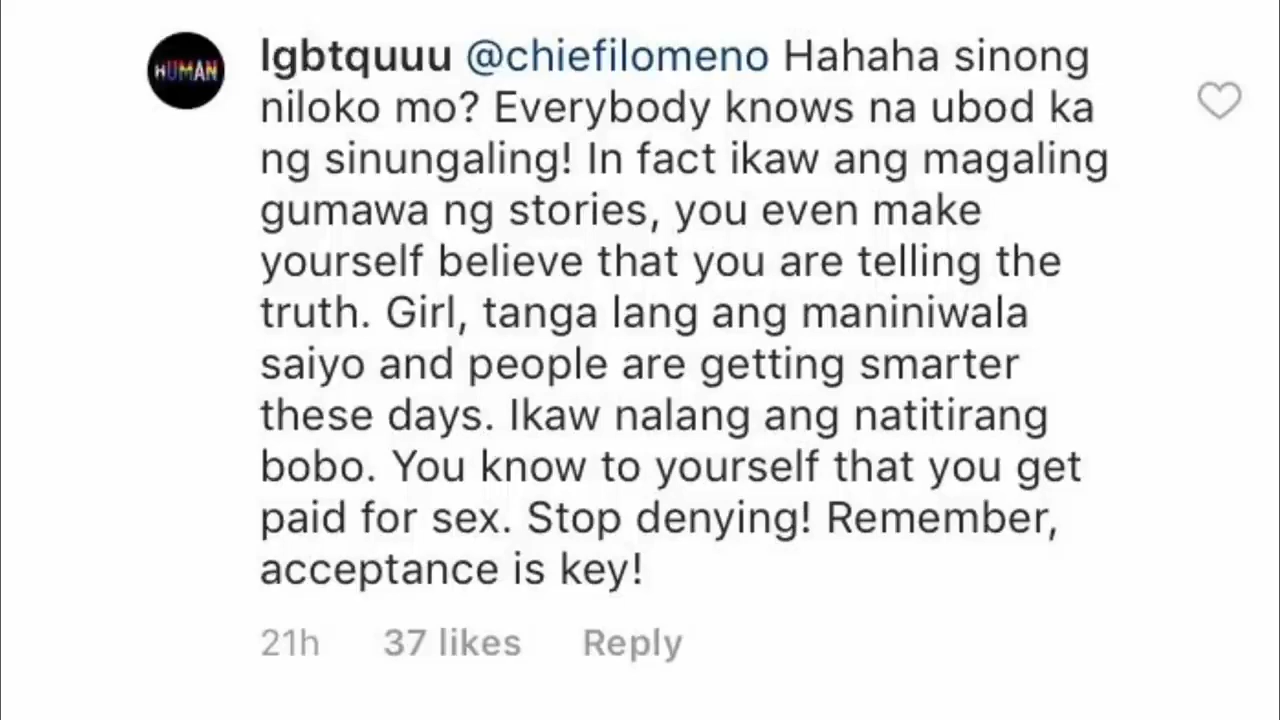 HUMAN
lgbtquuu @chiefilomeno Hahaha sinong
niloko mo? Everybody knows na ubod ka
ng sinungaling! In fact ikaw ang magaling
gumawa ng stories, you even make
yourself believe that you are telling the
truth. Girl, tanga lang ang maniniwala
saiyo and people are getting smarter
these days. Ikaw nalang ang natitirang
bobo. You know to yourself that you get
paid for sex. Stop denying! Remember,
acceptance is key!
21h 37 likes Reply